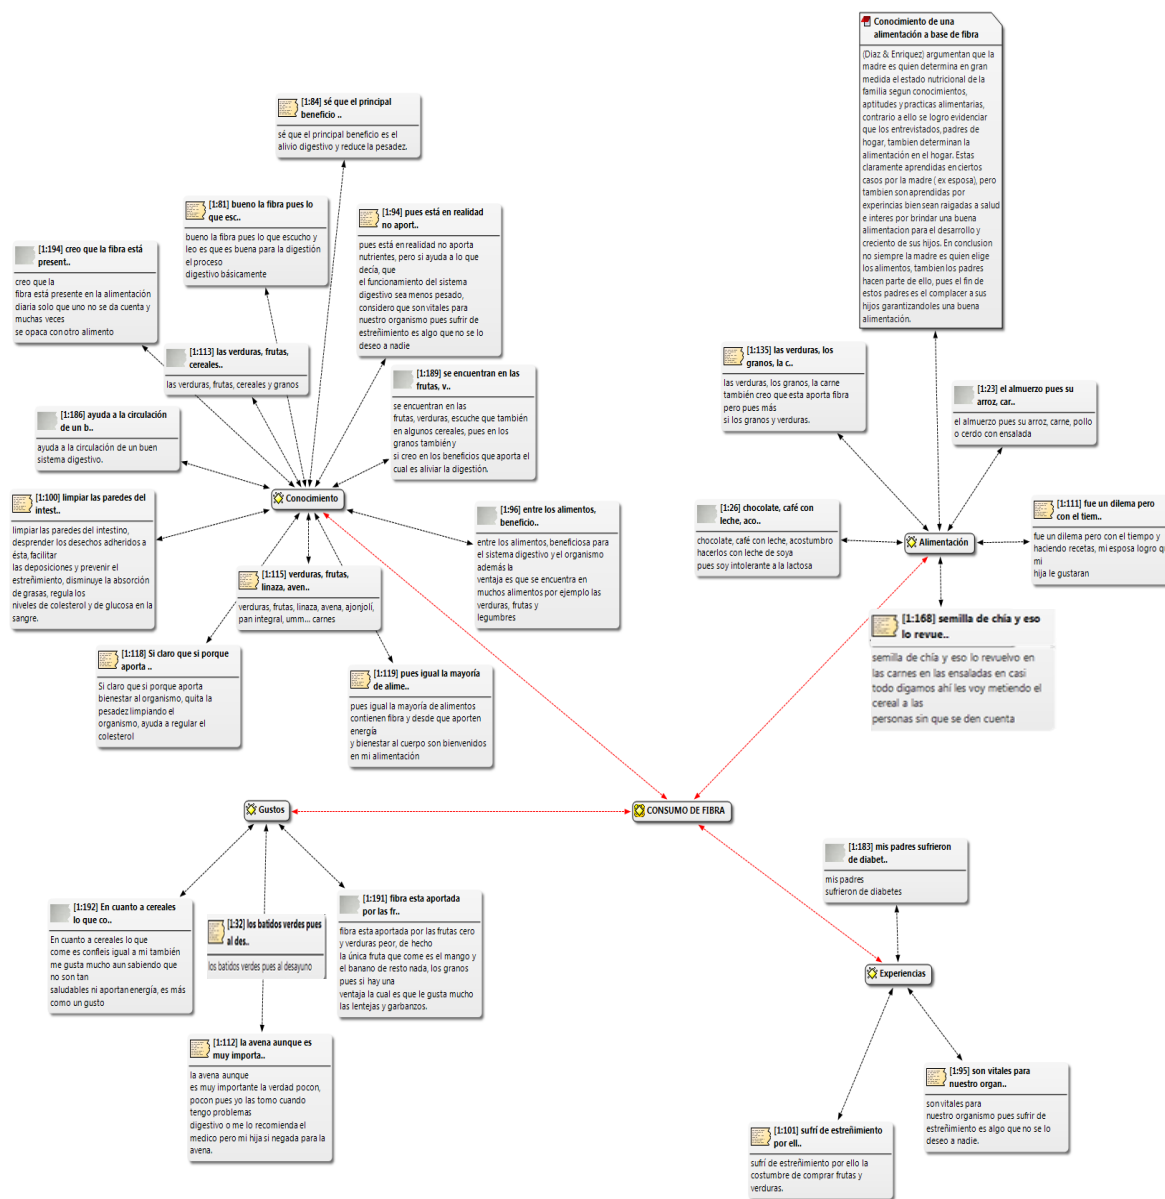 Conocimiento de una
alimentación a base de fibra
(Diaz & Enriquez) argumentan que la
madre es quien determina en gran
medida el estado nutricional de la
familia segun conocimientos,
aptitudes y practicas alimentarias,
contrario a ello se logro evidenciar
que los entrevistados, padres de
hogar, tambien determinan la
alimentación en el hogar. Estas
claramente aprendidas en ciertos
casos por la madre ( ex esposa), pero
tambien son aprendidas por
experincias bien sean raigadas a salud
e interes por brindar una buena
alimentacion para el desarrollo y
creciento de sus hijos. En conclusion
no siempre la madre es quien elige
los alimentos, tambien los padres
hacen parte de ello, pues el fin de
estos padres es el complacer a sus
hijos garantizandoles una buena
alimentación.
[1:84] sé que el principal
beneficio ..
sé que el principal beneficio es el
alivio digestivo y reduce la pesadez.
[1:81] bueno la fibra pues lo
que esc..
bueno la fibra pues lo que escucho y
leo es que es buena para la digestión
el proceso
digestivo básicamente
[1:94] pues está en realidad
no aport..
pues está en realidad no aporta
nutrientes, pero si ayuda a lo que
decía, que
el funcionamiento del sistema
digestivo sea menos pesado,
considero que son vitales para
nuestro organismo pues sufrir de
estreñimiento es algo que no se lo
deseo a nadie
[1:194] creo que la fibra está
present..
creo que la
fibra está presente en la alimentación
diaria solo que uno no se da cuenta y
muchas veces
se opaca con otro alimento
[1:113] las verduras, frutas,
cereales..
las verduras, frutas, cereales y granos
[1:189] se encuentran en las
frutas, v..
se encuentran en las
frutas, verduras, escuche que también
en algunos cereales, pues en los
granos también y
si creo en los beneficios que aporta el
cual es aliviar la digestión.
[1:186] ayuda a la circulación
de un b..
ayuda a la circulación de un buen
sistema digestivo.
[1:100] limpiar las paredes del
intest..
limpiar las paredes del intestino,
desprender los desechos adheridos a
ésta, facilitar
las deposiciones y prevenir el
estreñimiento, disminuye la absorción
de grasas, regula los
niveles de colesterol y de glucosa en la
sangre.
Conocimiento
[1:96] entre los alimentos,
beneficio..
entre los alimentos, beneficiosa para
el sistema digestivo y el organismo
además la
ventaja es que se encuentra en
muchos alimentos por ejemplo las
verduras, frutas y
legumbres
[1:115] verduras, frutas,
linaza, aven..
verduras, frutas, linaza, avena, ajonjolí,
pan integral, umm... carnes
[1:118] Si claro que si porque
aporta ..
Si claro que si porque aporta
bienestar al organismo, quita la
pesadez limpiando el
organismo, ayuda a regular el
colesterol
[1:119] pues igual la mayoría
de alime..
pues igual la mayoría de alimentos
contienen fibra y desde que aporten
energía
y bienestar al cuerpo son bienvenidos
en mi alimentación
[1:135] las verduras, los
granos, la c..
las verduras, los granos, la carne
también creo que esta aporta fibra
pero pues más
si los granos y verduras.
[1:23] el almuerzo pues su
arroz, car..
el almuerzo pues su arroz, carne, pollo
o cerdo con ensalada
[1:26] chocolate, café con
leche, aco..
chocolate, café con leche, acostumbro
hacerlos con leche de soya
pues soy intolerante a la lactosa
Alimentación
[1:111] fue un dilema pero
con el tiem..
fue un dilema pero con el tiempo y
haciendo recetas, mi esposa logro que
mi
hija le gustaran
[1:168] semilla de chía y eso
lo revue..
semilla de chía y eso lo revuelvo en
las carnes en las ensaladas en casi
todo digamos ahí les voy metiendo el
cereal a las
personas sin que se den cuenta
Gustos
CONSUMO DE FIBRA
[1:192] En cuanto a cereales
lo que co..
En cuanto a cereales lo que
come es confleis igual a mi también
me gusta mucho aun sabiendo que
no son tan
saludables ni aportan energía, es más
como un gusto
[1:32] los batidos verdes pues
al des..
los batidos verdes pues al desayuno
[1:191] fibra esta aportada
por las fr..
fibra esta aportada por las frutas cero
y verduras peor, de hecho
la única fruta que come es el mango y
el banano de resto nada, los granos
pues si hay una
ventaja la cual es que le gusta mucho
las lentejas y garbanzos.
[1:112] la avena aunque es
muy importa..
la avena aunque
es muy importante la verdad pocon,
pocon pues yo las tomo cuando
tengo problemas
digestivo o me lo recomienda el
medico pero mi hija si negada para la
avena.
[1:183] mis padres sufrieron
de diabet..
mis padres
sufrieron de diabetes
Experiencias
[1:95] son vitales para
nuestro organ..
son vitales para
nuestro organismo pues sufrir de
estreñimiento es algo que no se lo
deseo a nadie.
[1:101] sufrí de estreñimiento
por ell..
sufrí de estreñimiento por ello la
costumbre de comprar frutas y
verduras.